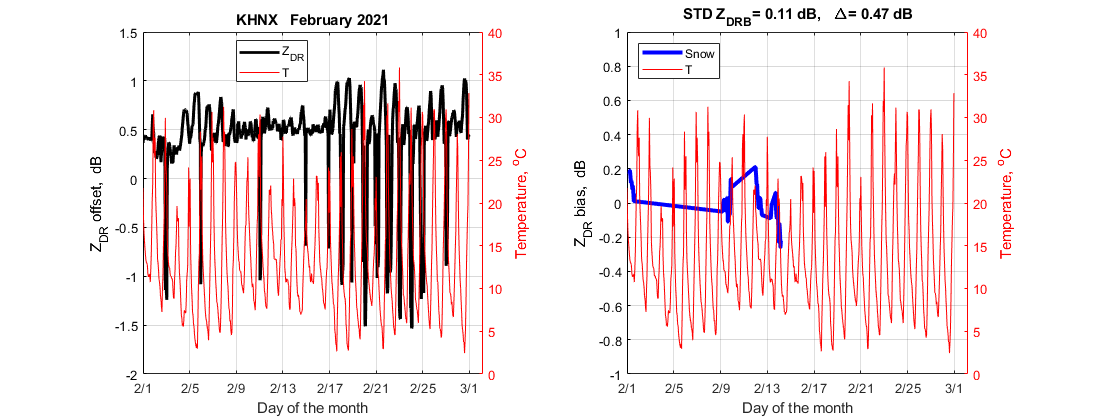 KHNX February 2021
Z_DR
T
Z_DR offset, dB
1.5
1
0.5
0
-0.5
-1
-1.5
-2
40
35
30
25
20
15
10
5
0
Temperature, °C
2/1 2/5 2/9 2/13 2/17 2/21 2/25 3/1
Day of the month
STD Z_DRB = 0.11 dB, Δ = 0.47 dB
Snow
T
Z_DR bias, dB
1
0.8
0.6
0.4
0.2
0
-0.2
-0.4
-0.6
-0.8
-1
40
35
30
25
20
15
10
5
0
Temperature, °C
2/1 2/5 2/9 2/13 2/17 2/21 2/25 3/1
Day of the month